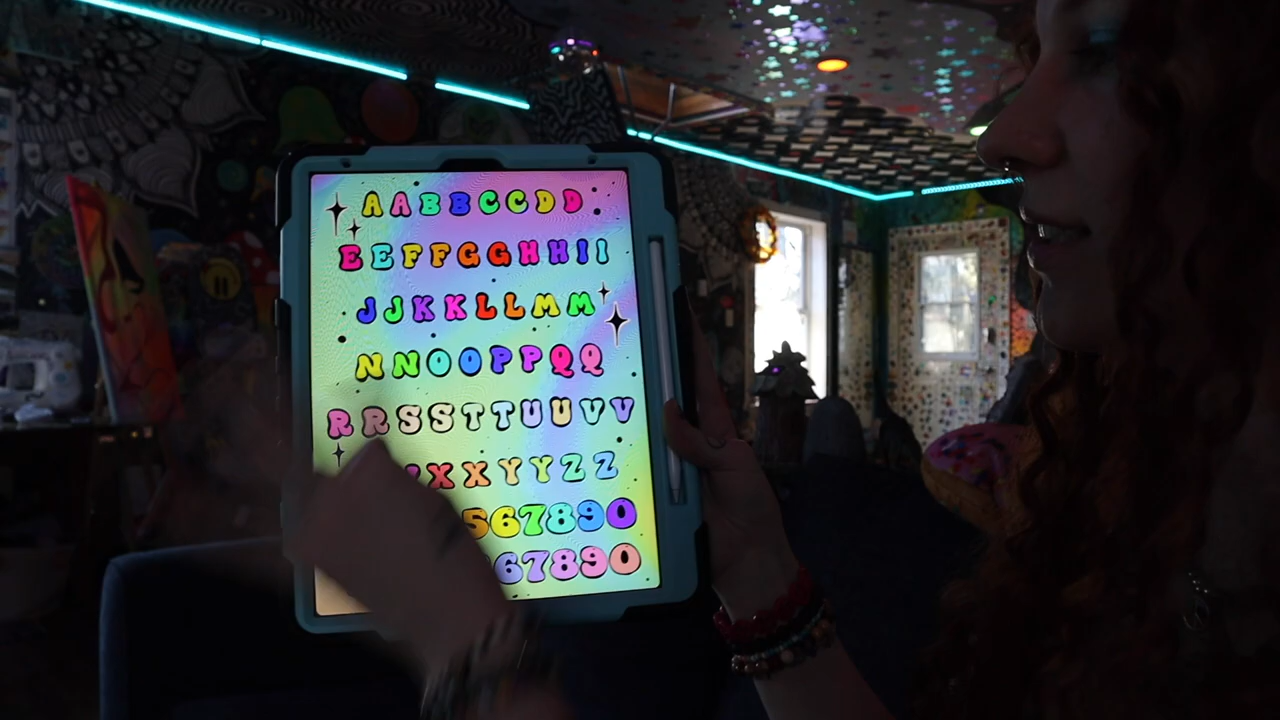 AABBCCDD
EEFFGGHHII
JJKKLLMM
NNOOPPQQ
RRSSTTUUVV
XXYYZZ
567890
67890